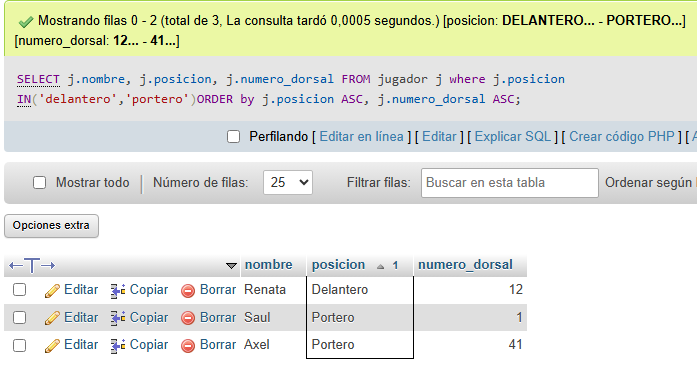 Mostrando filas 0 - 2 (total de 3, La consulta tardó 0,0005 segundos.) [posicion: DELANTERO... - PORTERO...]
[numero_dorsal: 12... - 41...]
SELECT j.nombre, j.posicion, j.numero_dorsal FROM jugador j where j.posicion
IN('delantero','portero')ORDER by j.posicion ASC, j.numero_dorsal ASC;
Perfilando [ Editar en línea ] [ Editar ] [ Explicar SQL ] [ Crear código PHP ] [
Mostrar todo Número de filas: 25 Filtrar filas: Buscar en esta tabla Ordenar según
Opciones extra
←T→ nombre posicion 1 numero_dorsal
Editar Copiar Borrar Renata Delantero 12
Editar Copiar Borrar Saul Portero 1
Editar Copiar Borrar Axel Portero 41